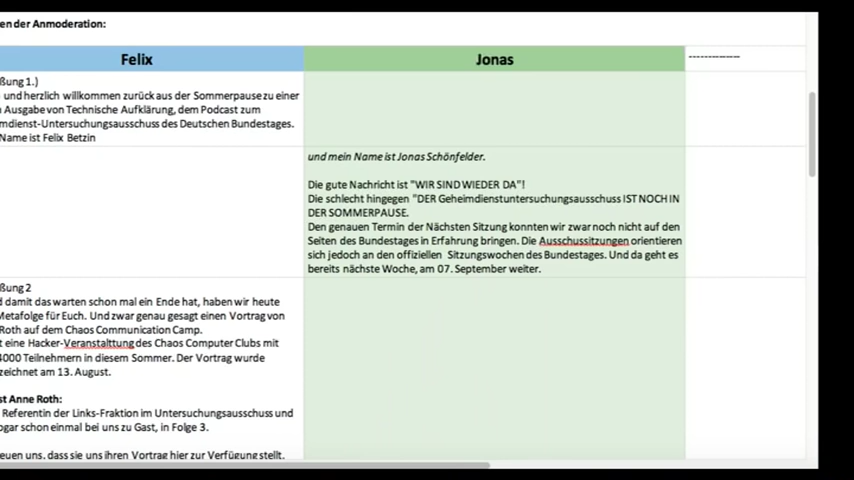 en der Anmoderation:
Felix
Jonas
--------------
ßung 1.)
und herzlich willkommen zurück aus der Sommerpause zu einer
Ausgabe von Technische Aufklärung, dem Podcast zum
mdienst-Untersuchungsausschuss des Deutschen Bundestages.
Name ist Felix Betzin
und mein Name ist Jonas Schönfelder.
Die gute Nachricht ist "WIR SIND WIEDER DA"!
Die schlecht hingegen "DER Geheimdienstuntersuchungsausschuss IST NOCH IN
DER SOMMERPAUSE.
Den genauen Termin der Nächsten Sitzung konnten wir zwar noch nicht auf den
Seiten des Bundestages in Erfahrung bringen. Die Ausschussitzungen orientieren
sich jedoch an den offiziellen Sitzungswochen des Bundestages. Und da geht es
bereits nächste Woche, am 07. September weiter.
ßung 2
d damit das warten schon mal ein Ende hat, haben wir heute
Metafolge für Euch. Und zwar genau gesagt einen Vortrag von
Roth auf dem Chaos Communication Camp.
t eine Hacker-Veranstalttung des Chaos Computer Clubs mit
4000 Teilnehmern in diesem Sommer. Der Vortrag wurde
zeichnet am 13. August.
st Anne Roth:
Referentin der Links-Fraktion im Untersuchungsausschuss und
ogar schon einmal bei uns zu Gast, in Folge 3.
euen uns, dass sie uns ihren Vortrag hier zur Verfügung stellt.